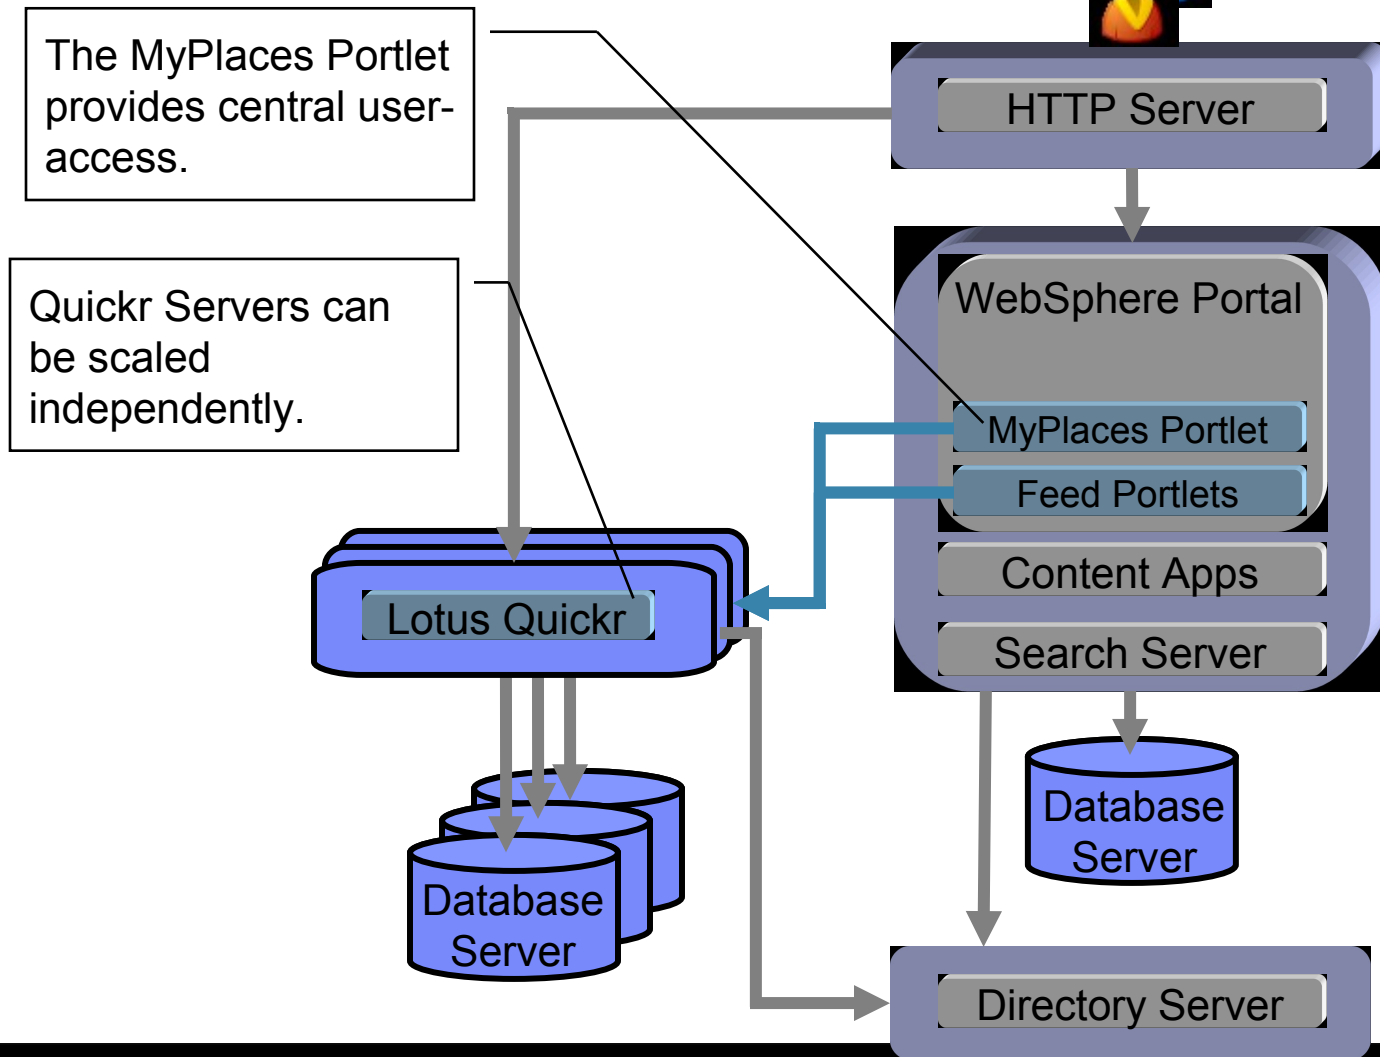 The MyPlaces Portlet
provides central user-
access.
HTTP Server
Quickr Servers can
be scaled
independently.
WebSphere Portal
MyPlaces Portlet
Feed Portlets
Content Apps
Search Server
Lotus Quickr
Database
Server
Database
Server
Directory Server